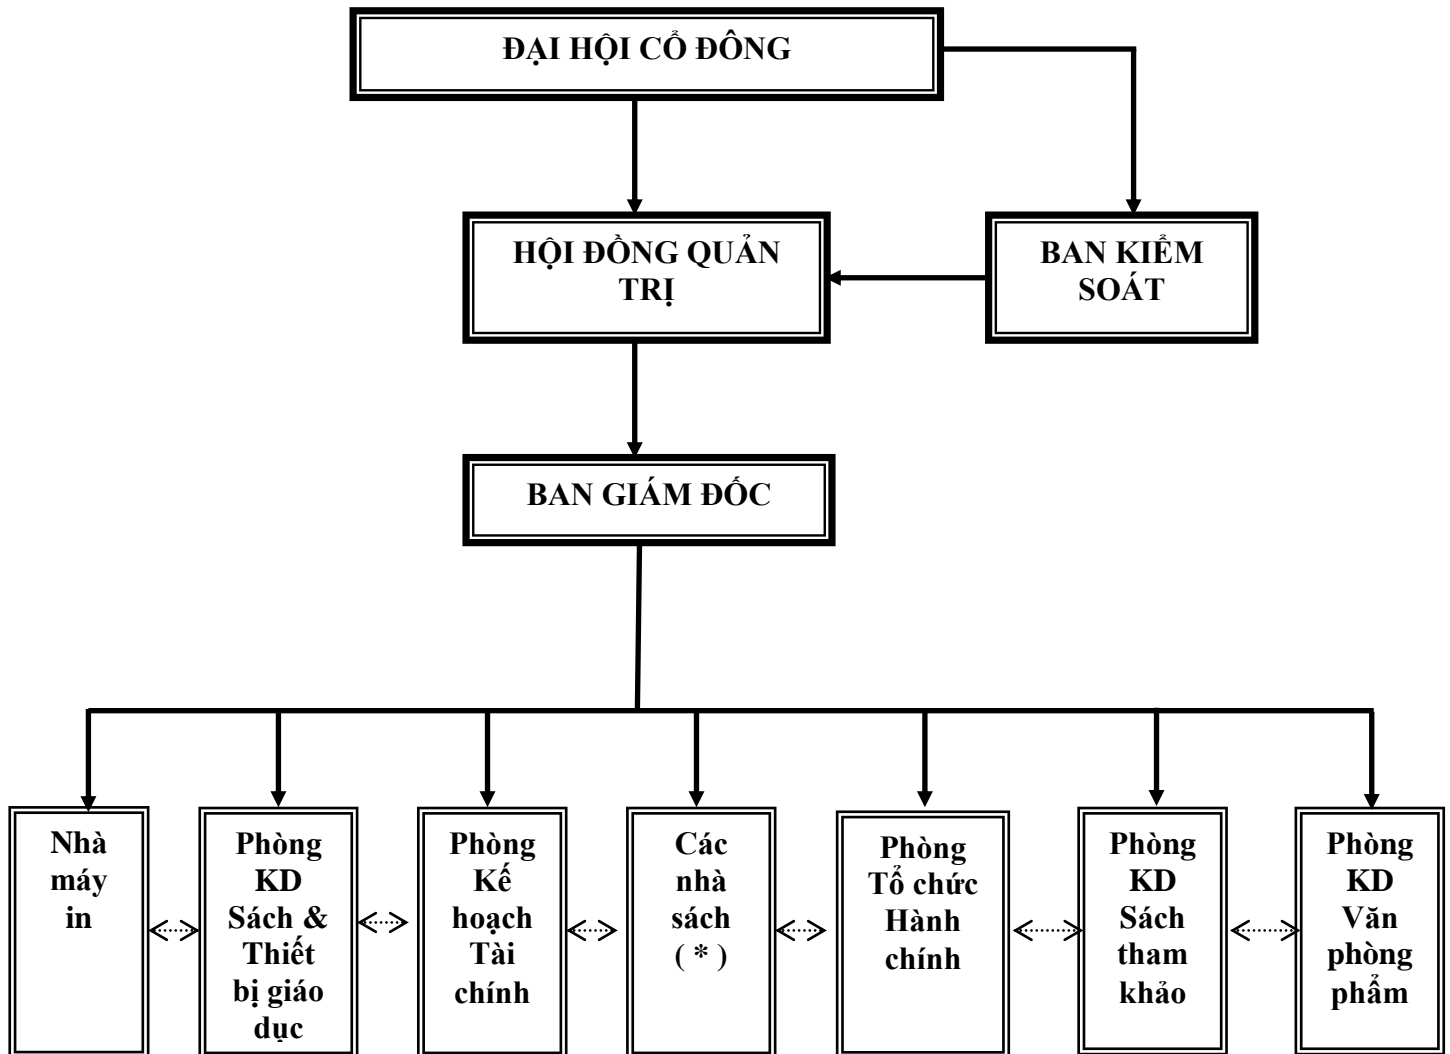 ĐẠI HỘI CỔ ĐÔNG
HỘI ĐỒNG QUẢN
TRỊ
BAN KIỂM
SOÁT
BAN GIÁM ĐỐC
Nhà
máy
in
Phòng
KD
Sách &
Thiết
bị giáo
dục
Phòng
Kế
hoạch
Tài
chính
Các
nhà
sách
( * )
Phòng
Tổ chức
Hành
chính
Phòng
KD
Sách
tham
khảo
Phòng
KD
Văn
phòng
phẩm